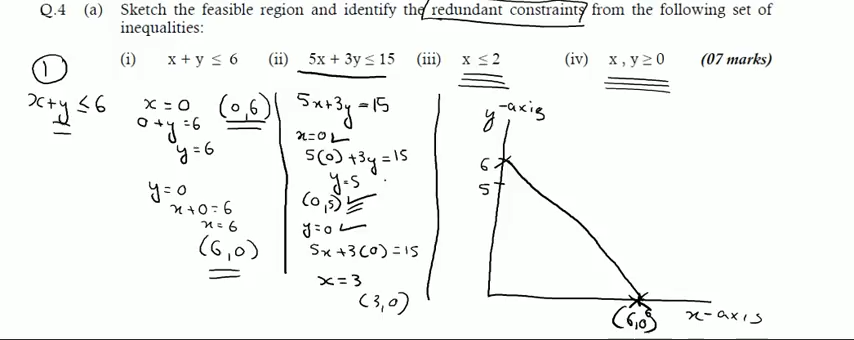 Q.4 (a) Sketch the feasible region and identify the redundant constraints from the following set of
inequalities:
(i) x + y ≤ 6 (ii) 5x + 3y ≤ 15 (iii) x ≤ 2 (iv) x , y ≥ 0 (07 marks)
①
x+y ≤ 6
x = 0 (0,6)
0+y = 6
y = 6
y = 0
x+0 = 6
x = 6
(6,0)
5x+3y = 15
x = 0
5(0)+3y = 15
y = 5
(0,5)
y = 0
5x+3(0) = 15
x = 3
(3,0)
y-axis
6
5
6
(6,0)
x-axis